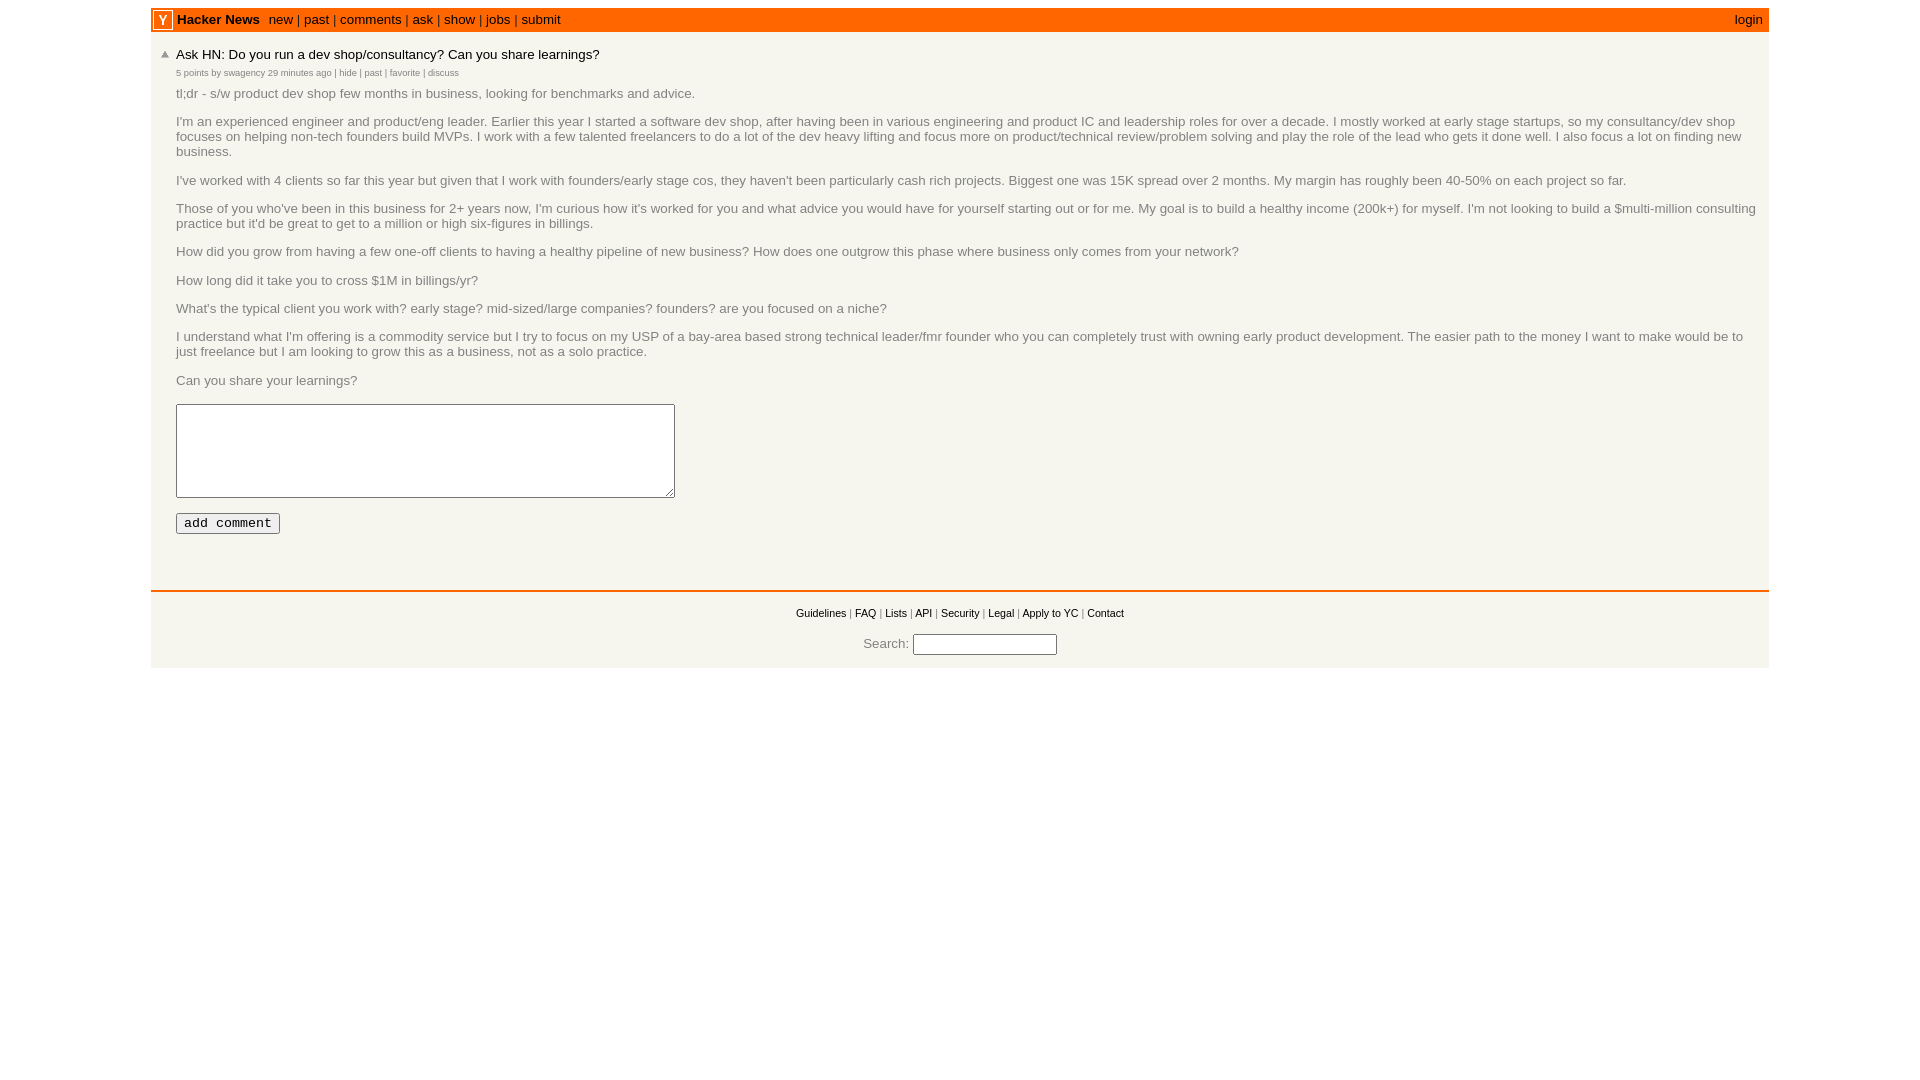 Y Hacker News new | past | comments | ask | show | jobs | submit login
Ask HN: Do you run a dev shop/consultancy? Can you share learnings?
5 points by swagency 29 minutes ago | hide | past | favorite | discuss
tl;dr - s/w product dev shop few months in business, looking for benchmarks and advice.
I'm an experienced engineer and product/eng leader. Earlier this year I started a software dev shop, after having been in various engineering and product IC and leadership roles for over a decade. I mostly worked at early stage startups, so my consultancy/dev shop
focuses on helping non-tech founders build MVPs. I work with a few talented freelancers to do a lot of the dev heavy lifting and focus more on product/technical review/problem solving and play the role of the lead who gets it done well. I also focus a lot on finding new
business.
I've worked with 4 clients so far this year but given that I work with founders/early stage cos, they haven't been particularly cash rich projects. Biggest one was 15K spread over 2 months. My margin has roughly been 40-50% on each project so far.
Those of you who've been in this business for 2+ years now, I'm curious how it's worked for you and what advice you would have for yourself starting out or for me. My goal is to build a healthy income (200k+) for myself. I'm not looking to build a $multi-million consulting
practice but it'd be great to get to a million or high six-figures in billings.
How did you grow from having a few one-off clients to having a healthy pipeline of new business? How does one outgrow this phase where business only comes from your network?
How long did it take you to cross $1M in billings/yr?
What's the typical client you work with? early stage? mid-sized/large companies? founders? are you focused on a niche?
I understand what I'm offering is a commodity service but I try to focus on my USP of a bay-area based strong technical leader/fmr founder who you can completely trust with owning early product development. The easier path to the money I want to make would be to
just freelance but I am looking to grow this as a business, not as a solo practice.
Can you share your learnings?
add comment
Guidelines | FAQ | Lists | API | Security | Legal | Apply to YC | Contact
Search: